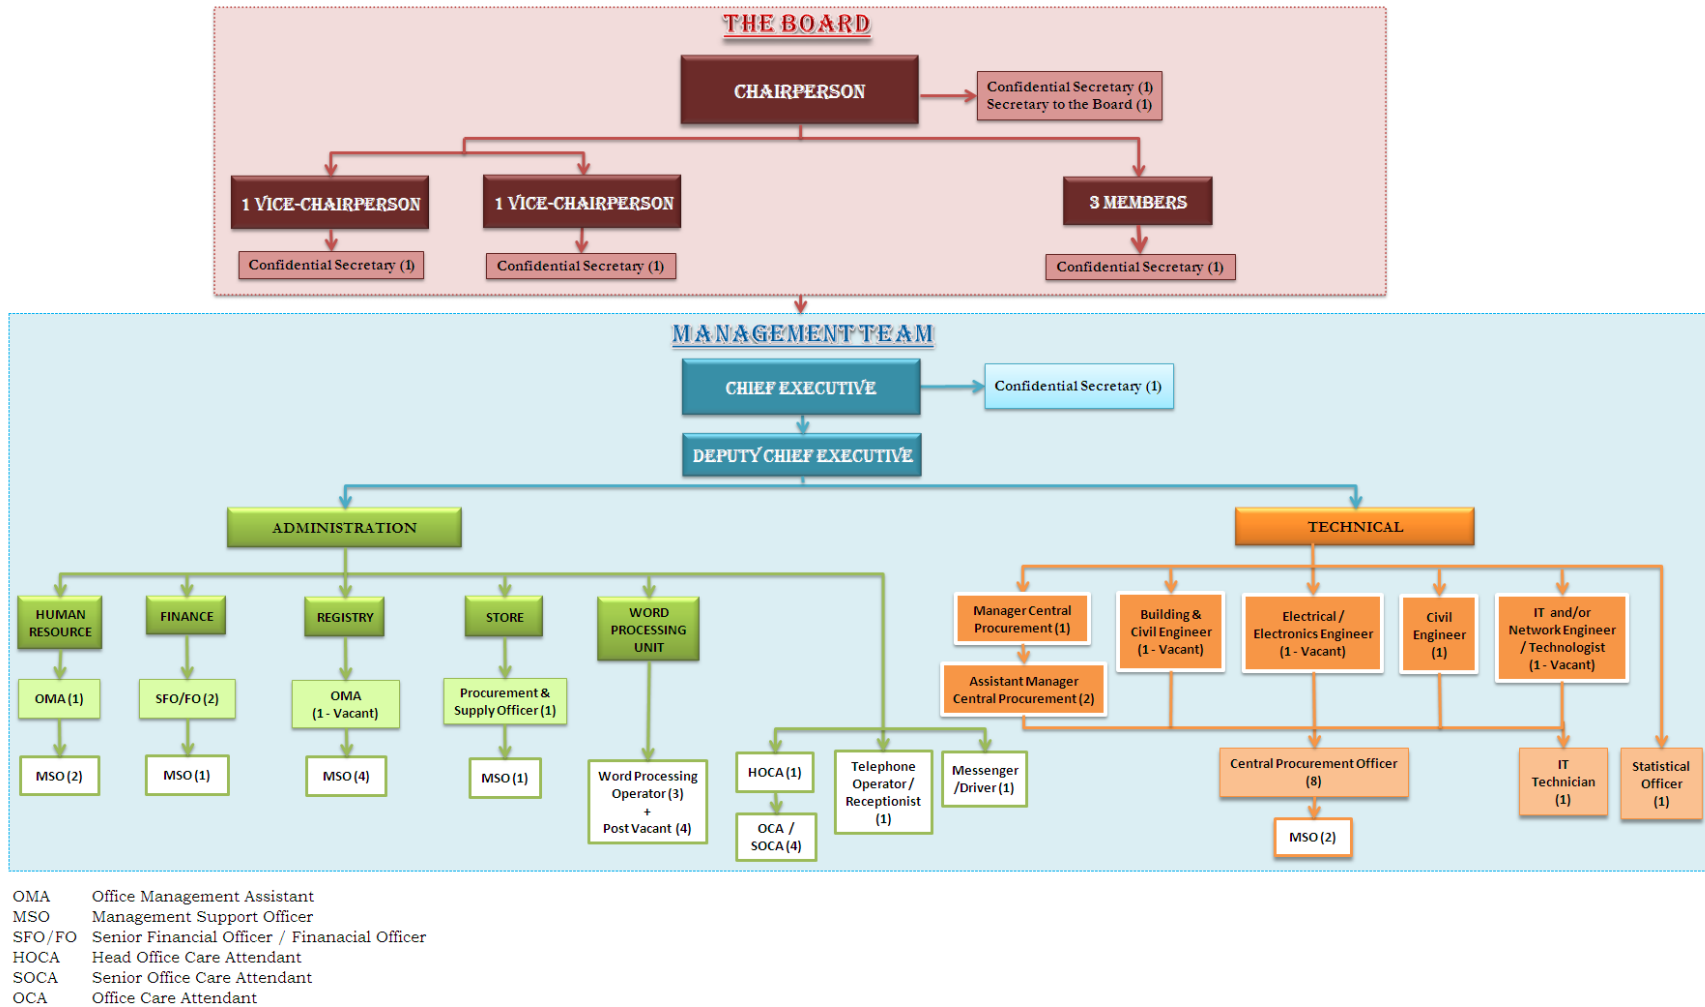 THE BOARD
CHAIRPERSON
Confidential Secretary (1)
Secretary to the Board (1)
1 VICE-CHAIRPERSON
1 VICE-CHAIRPERSON
3 MEMBERS
Confidential Secretary (1)
Confidential Secretary (1)
Confidential Secretary (1)
MANAGEMENT TEAM
CHIEF EXECUTIVE
Confidential Secretary (1)
DEPUTY CHIEF EXECUTIVE
ADMINISTRATION
TECHNICAL
HUMAN
RESOURCE
FINANCE
REGISTRY
STORE
WORD
PROCESSING
UNIT
Manager Central
Procurement (1)
Building &
Civil Engineer
(1 - Vacant)
Electrical /
Electronics Engineer
(1 - Vacant)
Civil
Engineer
(1)
IT and/or
Network Engineer
/ Technologist
(1 - Vacant)
OMA (1)
SFO/FO (2)
OMA
(1 - Vacant)
Procurement &
Supply Officer (1)
Assistant Manager
Central Procurement (2)
MSO (2)
MSO (1)
MSO (4)
MSO (1)
Word Processing
Operator (3)
+
Post Vacant (4)
HOCA (1)
Telephone
Operator /
Receptionist
(1)
Messenger
/Driver (1)
OCA /
SOCA (4)
Central Procurement Officer
(8)
IT
Technician
(1)
Statistical
Officer
(1)
MSO (2)
OMA Office Management Assistant
MSO Management Support Officer
SFO/FO Senior Financial Officer / Finanacial Officer
HOCA Head Office Care Attendant
SOCA Senior Office Care Attendant
OCA Office Care Attendant